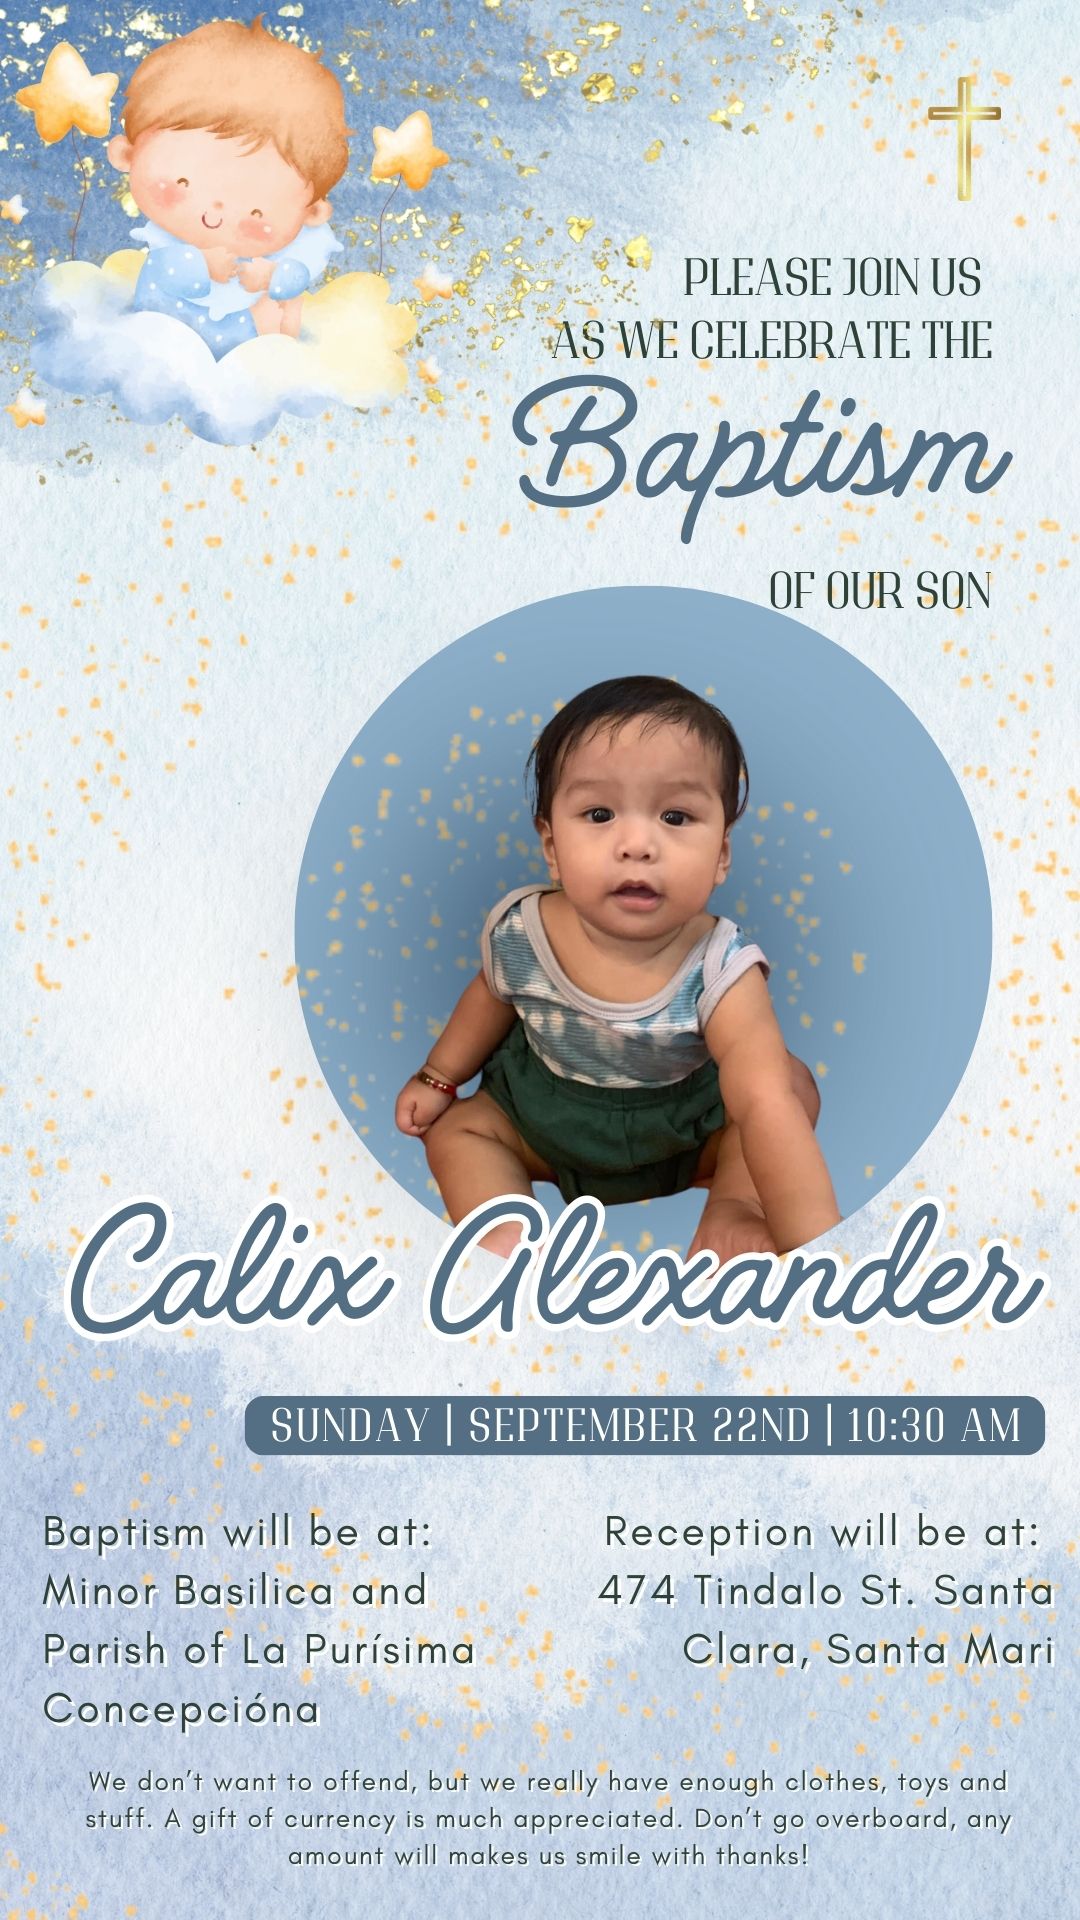 PLEASE JOIN US
AS WE CELEBRATE THE
Baptism
OF OUR SON
Calix Alexander
SUNDAY | SEPTEMBER 22ND | 10:30 AM
Baptism will be at:
Minor Basilica and
Parish of La Purísima
Concepcióna
Reception will be at:
474 Tindalo St. Santa
Clara, Santa Mari
We don't want to offend, but we really have enough clothes, toys and
stuff. A gift of currency is much appreciated. Don't go overboard, any
amount will makes us smile with thanks!